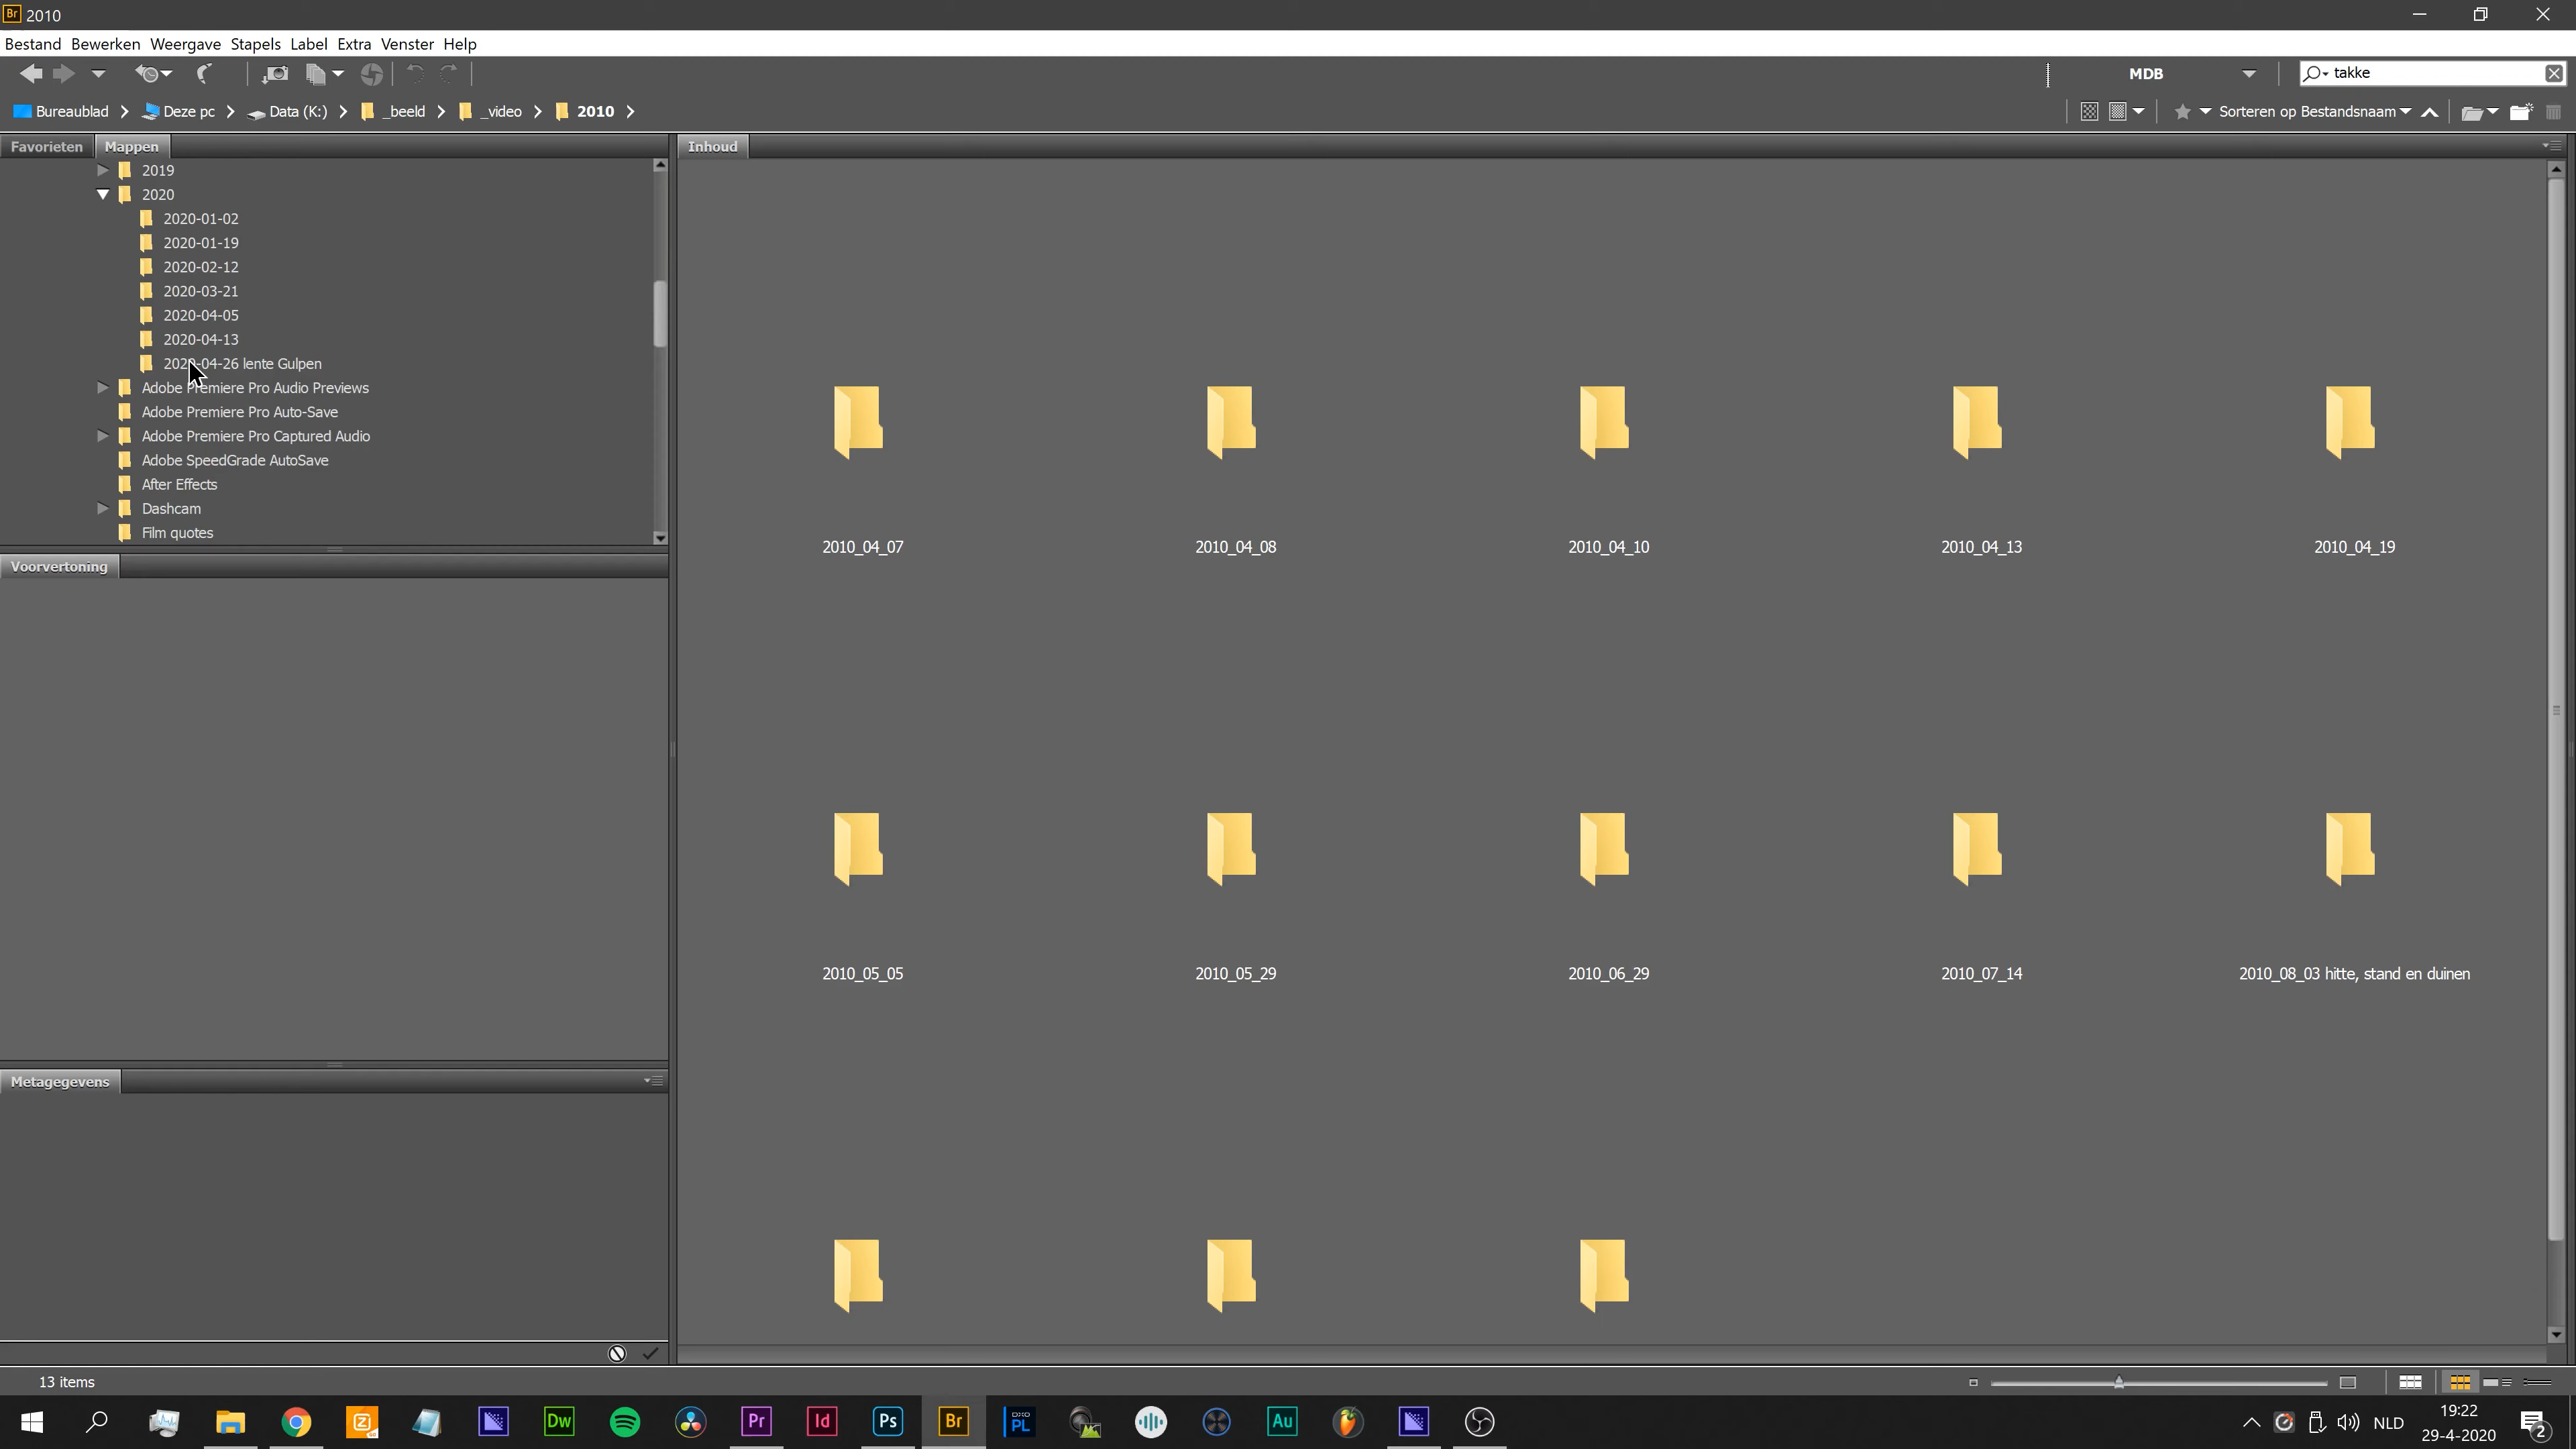 Br 2010
Bestand Bewerken Weergave Stapels Label Extra Venster Help
MDB takke
Bureaublad Deze pc Data (K:) _beeld _video 2010 Sorteren op Bestandsnaam
Favorieten Mappen
2019
2020
2020-01-02
2020-01-19
2020-02-12
2020-03-21
2020-04-05
2020-04-13
2020-04-26 lente Gulpen
Adobe Premiere Pro Audio Previews
Adobe Premiere Pro Auto-Save
Adobe Premiere Pro Captured Audio
Adobe SpeedGrade AutoSave
After Effects
Dashcam
Film quotes
Voorvertoning
Metagegevens
Inhoud
2010_04_07 2010_04_08 2010_04_10 2010_04_13 2010_04_19
2010_05_05 2010_05_29 2010_06_29 2010_07_14 2010_08_03 hitte, stand en duinen
13 items
Dw Pr Id Ps Br DXO PL Au NLD 19:22
29-4-2020 2